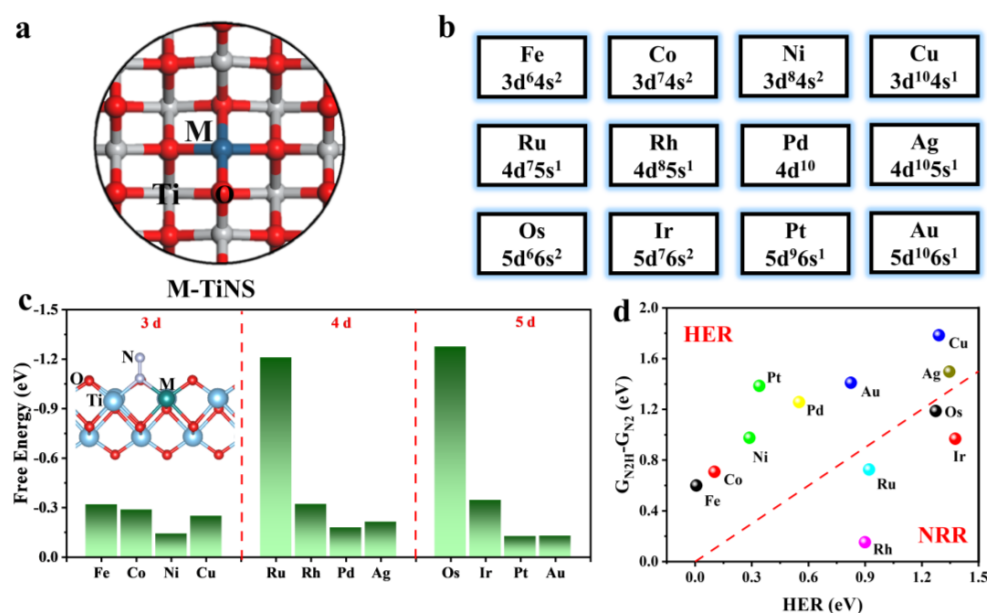 a
M
Ti
O
M-TiNS
b
Fe
3d⁶4s²
Co
3d⁷4s²
Ni
3d⁸4s²
Cu
3d¹⁰4s¹
Ru
4d⁷5s¹
Rh
4d⁸5s¹
Pd
4d¹⁰
Ag
4d¹⁰5s¹
Os
5d⁶6s²
Ir
5d⁷6s²
Pt
5d⁹6s¹
Au
5d¹⁰6s¹
c
-1.5
-1.2
-0.9
-0.6
-0.3
0.0
Free Energy (eV)
3 d
4 d
5 d
N
O
M
Ti
Fe Co Ni Cu Ru Rh Pd Ag Os Ir Pt Au
d
1.8
1.5
1.2
0.9
0.6
0.3
0.0
G_N2H-G_N2 (eV)
HER
Cu
Ag
Pt
Au
Pd
Os
Ni
Ir
Co
Ru
Fe
Rh
NRR
0.0 0.3 0.6 0.9 1.2 1.5
HER (eV)